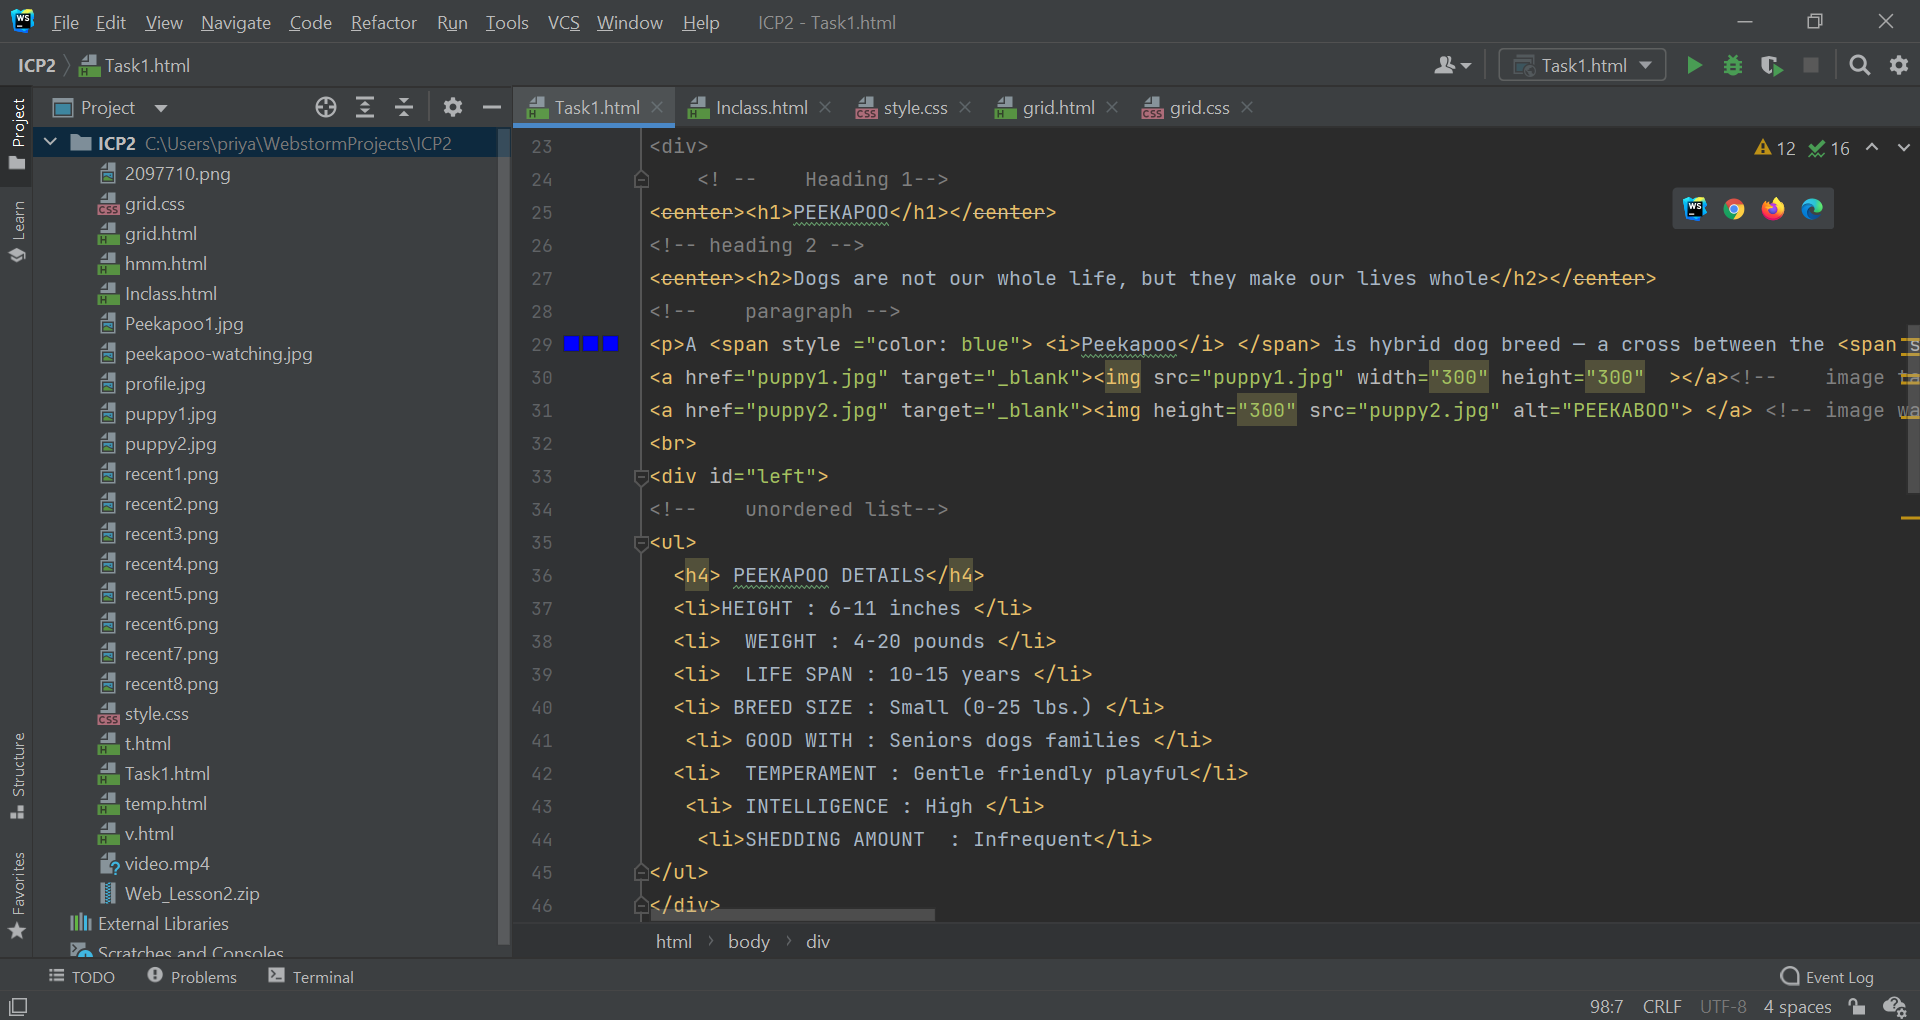 WS File Edit View Navigate Code Refactor Run Tools VCS Window Help ICP2 - Task1.html
ICP2 Task1.html Task1.html
Project
Learn
Structure
Favorites
Project
ICP2 C:\Users\priya\WebstormProjects\ICP2
2097710.png
grid.css
grid.html
hmm.html
Inclass.html
Peekapoo1.jpg
peekapoo-watching.jpg
profile.jpg
puppy1.jpg
puppy2.jpg
recent1.png
recent2.png
recent3.png
recent4.png
recent5.png
recent6.png
recent7.png
recent8.png
style.css
t.html
Task1.html
temp.html
v.html
video.mp4
Web_Lesson2.zip
External Libraries
Scratches and Consoles
Task1.html Inclass.html style.css grid.html grid.css
12 16
23 <div>
24 <! -- Heading 1-->
25 <center><h1>PEEKAPOO</h1></center>
26 <!-- heading 2 -->
27 <center><h2>Dogs are not our whole life, but they make our lives whole</h2></center>
28 <!-- paragraph -->
29 <p>A <span style ="color: blue"> <i>Peekapoo</i> </span> is hybrid dog breed – a cross between the <span s
30 <a href="puppy1.jpg" target="_blank"><img src="puppy1.jpg" width="300" height="300" ></a><!-- image ta
31 <a href="puppy2.jpg" target="_blank"><img height="300" src="puppy2.jpg" alt="PEEKABOO"> </a> <!-- image wa
32 <br>
33 <div id="left">
34 <!-- unordered list-->
35 <ul>
36 <h4> PEEKAPOO DETAILS</h4>
37 <li>HEIGHT : 6-11 inches </li>
38 <li> WEIGHT : 4-20 pounds </li>
39 <li> LIFE SPAN : 10-15 years </li>
40 <li> BREED SIZE : Small (0-25 lbs.) </li>
41 <li> GOOD WITH : Seniors dogs families </li>
42 <li> TEMPERAMENT : Gentle friendly playful</li>
43 <li> INTELLIGENCE : High </li>
44 <li>SHEDDING AMOUNT : Infrequent</li>
45 </ul>
46 </div>
html body div
TODO Problems Terminal Event Log
98:7 CRLF UTF-8 4 spaces